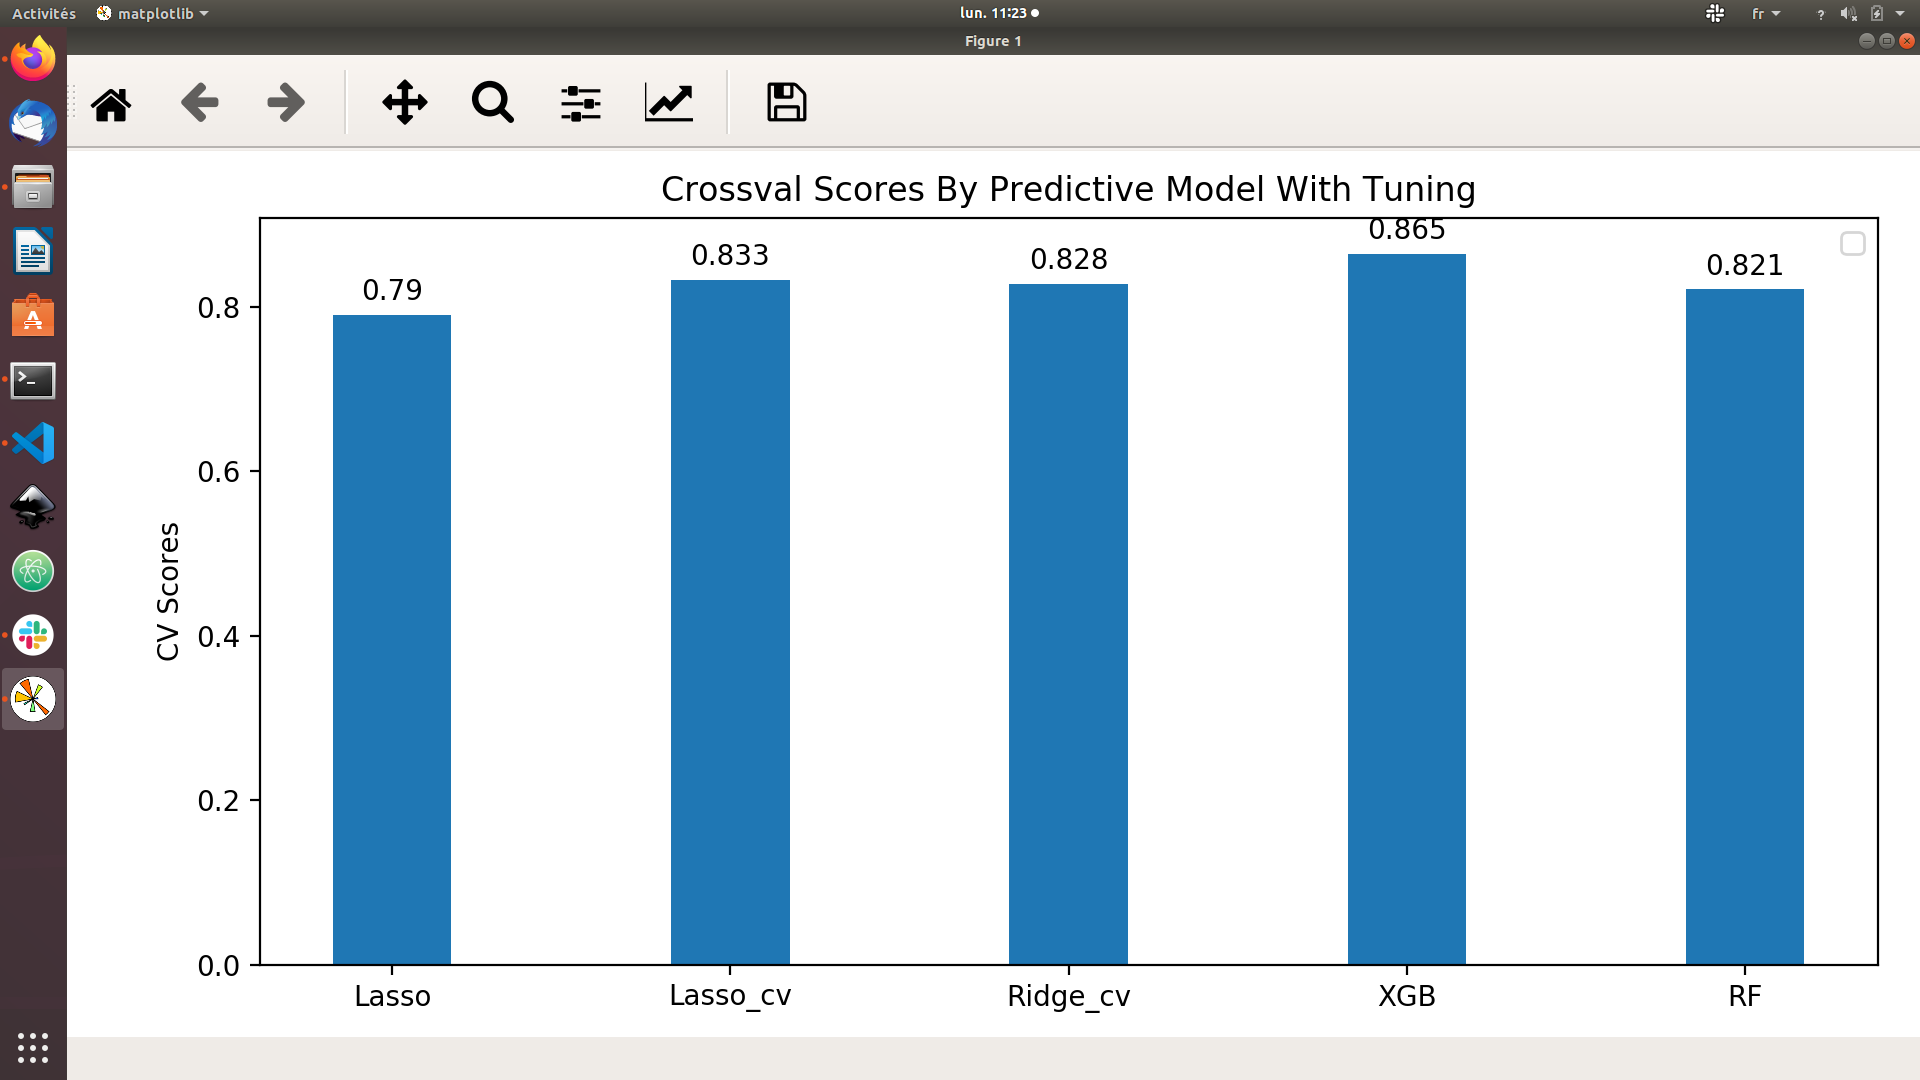 Activités matplotlib lun. 11:23 fr ?
Figure 1
Crossval Scores By Predictive Model With Tuning
0.79 0.833 0.828 0.865 0.821
0.8
0.6
0.4
0.2
0.0
CV Scores
Lasso Lasso_cv Ridge_cv XGB RF